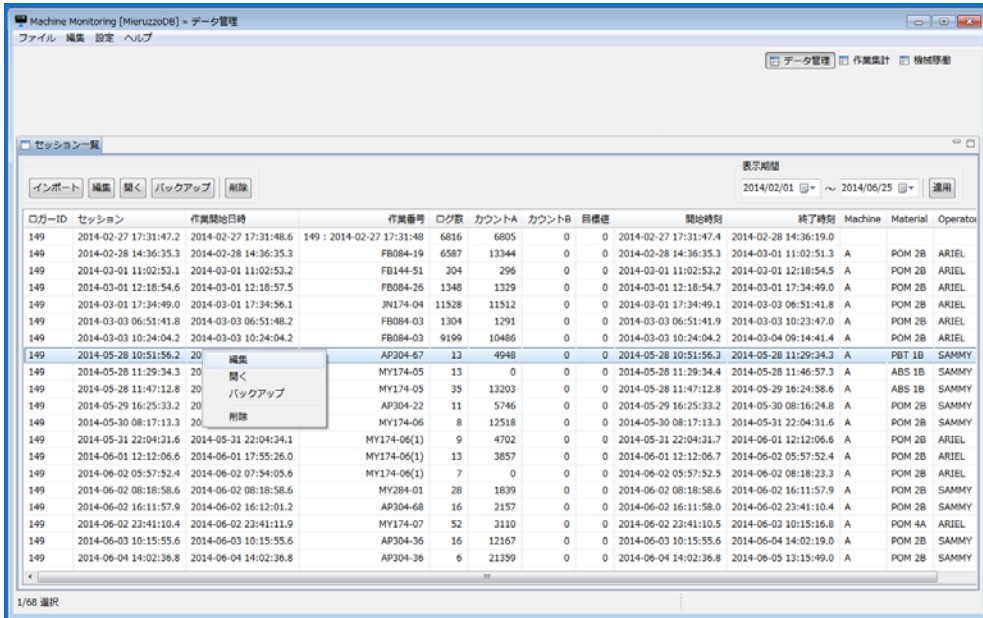 Machine Monitoring [MieruzzoDB] » データ管理
ファイル 編集 設定 ヘルプ
データ管理 作業集計 機械移動
セッション一覧
表示期間
インポート 編集 開く バックアップ 削除 2014/02/01 ～ 2014/06/25 適用
ロガーID セッション 作業開始日時 作業番号 ログ数 カウントA カウントB 目標値 開始時刻 終了時刻 Machine Material Operator
149 2014-02-27 17:31:47.2 2014-02-27 17:31:48.6 149 : 2014-02-27 17:31:48 6816 6805 0 0 2014-02-27 17:31:47.4 2014-02-28 14:36:19.0
149 2014-02-28 14:36:35.3 2014-02-28 14:36:35.3 FB084-19 6587 13344 0 0 2014-02-28 14:36:35.3 2014-03-01 11:02:51.3 A POM 2B ARIEL
149 2014-03-01 11:02:53.1 2014-03-01 11:02:53.2 FB144-51 304 296 0 0 2014-03-01 11:02:53.2 2014-03-01 12:18:54.5 A POM 2B ARIEL
149 2014-03-01 12:18:54.6 2014-03-01 12:18:57.5 FB084-26 1348 1329 0 0 2014-03-01 12:18:54.7 2014-03-01 17:34:49.0 A POM 2B ARIEL
149 2014-03-01 17:34:49.0 2014-03-01 17:34:56.1 JN174-04 11528 11512 0 0 2014-03-01 17:34:49.1 2014-03-03 06:51:41.8 A POM 2B ARIEL
149 2014-03-03 06:51:41.8 2014-03-03 06:51:48.2 FB084-03 1304 1291 0 0 2014-03-03 06:51:41.9 2014-03-03 10:23:47.0 A POM 2B ARIEL
149 2014-03-03 10:24:04.2 2014-03-03 10:24:04.2 FB084-03 9199 10486 0 0 2014-03-03 10:24:04.2 2014-03-04 09:14:41.4 A POM 2B ARIEL
149 2014-05-28 10:51:56.2 20 編集 AP304-67 13 4948 0 0 2014-05-28 10:51:56.3 2014-05-28 11:29:34.3 A PBT 1B SAMMY
149 2014-05-28 11:29:34.3 20 開く MY174-05 13 0 0 0 2014-05-28 11:29:34.4 2014-05-28 11:46:57.3 A ABS 1B SAMMY
149 2014-05-28 11:47:12.8 20 バックアップ MY174-05 35 13203 0 0 2014-05-28 11:47:12.8 2014-05-29 16:24:58.6 A ABS 1B SAMMY
149 2014-05-29 16:25:33.2 20 削除 AP304-22 11 5746 0 0 2014-05-29 16:25:33.2 2014-05-30 08:16:24.8 A POM 2B SAMMY
149 2014-05-30 08:17:13.3 20 MY174-06 8 12518 0 0 2014-05-30 08:17:13.3 2014-05-31 22:04:31.6 A POM 2B SAMMY
149 2014-05-31 22:04:31.6 2014-05-31 22:04:34.1 MY174-06(1) 9 4702 0 0 2014-05-31 22:04:31.7 2014-06-01 12:12:06.6 A POM 2B ARIEL
149 2014-06-01 12:12:06.6 2014-06-01 17:55:26.0 MY174-06(1) 13 3857 0 0 2014-06-01 12:12:06.7 2014-06-02 05:57:52.4 A POM 2B ARIEL
149 2014-06-02 05:57:52.4 2014-06-02 07:54:05.6 MY174-06(1) 7 0 0 0 2014-06-02 05:57:52.5 2014-06-02 08:18:23.3 A POM 2B ARIEL
149 2014-06-02 08:18:58.6 2014-06-02 08:18:58.6 MY284-01 28 1839 0 0 2014-06-02 08:18:58.6 2014-06-02 16:11:57.9 A POM 2B SAMMY
149 2014-06-02 16:11:57.9 2014-06-02 16:12:01.2 AP304-68 16 2157 0 0 2014-06-02 16:11:58.0 2014-06-02 23:41:10.4 A POM 2B SAMMY
149 2014-06-02 23:41:10.4 2014-06-02 23:41:11.9 MY174-07 52 3110 0 0 2014-06-02 23:41:10.5 2014-06-03 10:15:16.8 A POM 4A ARIEL
149 2014-06-03 10:15:55.6 2014-06-03 10:15:55.6 AP304-36 16 12167 0 0 2014-06-03 10:15:55.6 2014-06-04 14:02:19.0 A POM 2B SAMMY
149 2014-06-04 14:02:36.8 2014-06-04 14:02:36.8 AP304-36 6 21359 0 0 2014-06-04 14:02:36.8 2014-06-05 13:15:49.0 A POM 2B SAMMY
1/68 選択